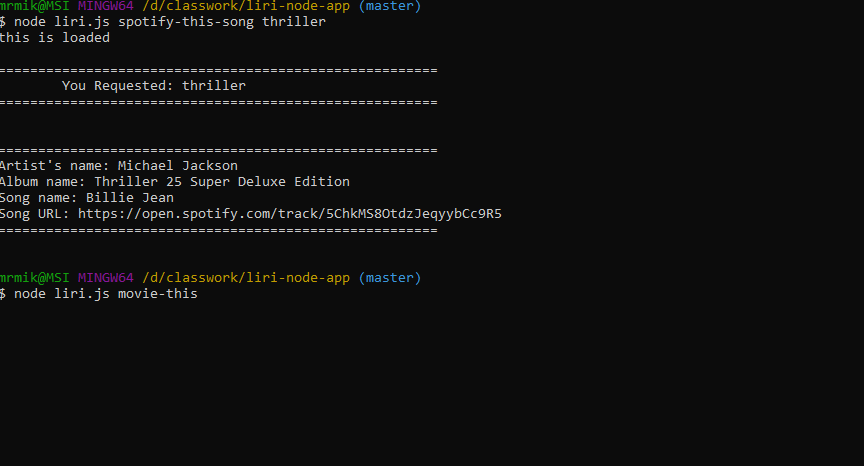 mrmik@MSI MINGW64 /d/classwork/liri-node-app (master)
$ node liri.js spotify-this-song thriller
this is loaded
=======================================================
You Requested: thriller
=======================================================
=======================================================
Artist's name: Michael Jackson
Album name: Thriller 25 Super Deluxe Edition
Song name: Billie Jean
Song URL: https://open.spotify.com/track/5ChkMS8OtdzJeqyybCc9R5
=======================================================
mrmik@MSI MINGW64 /d/classwork/liri-node-app (master)
$ node liri.js movie-this